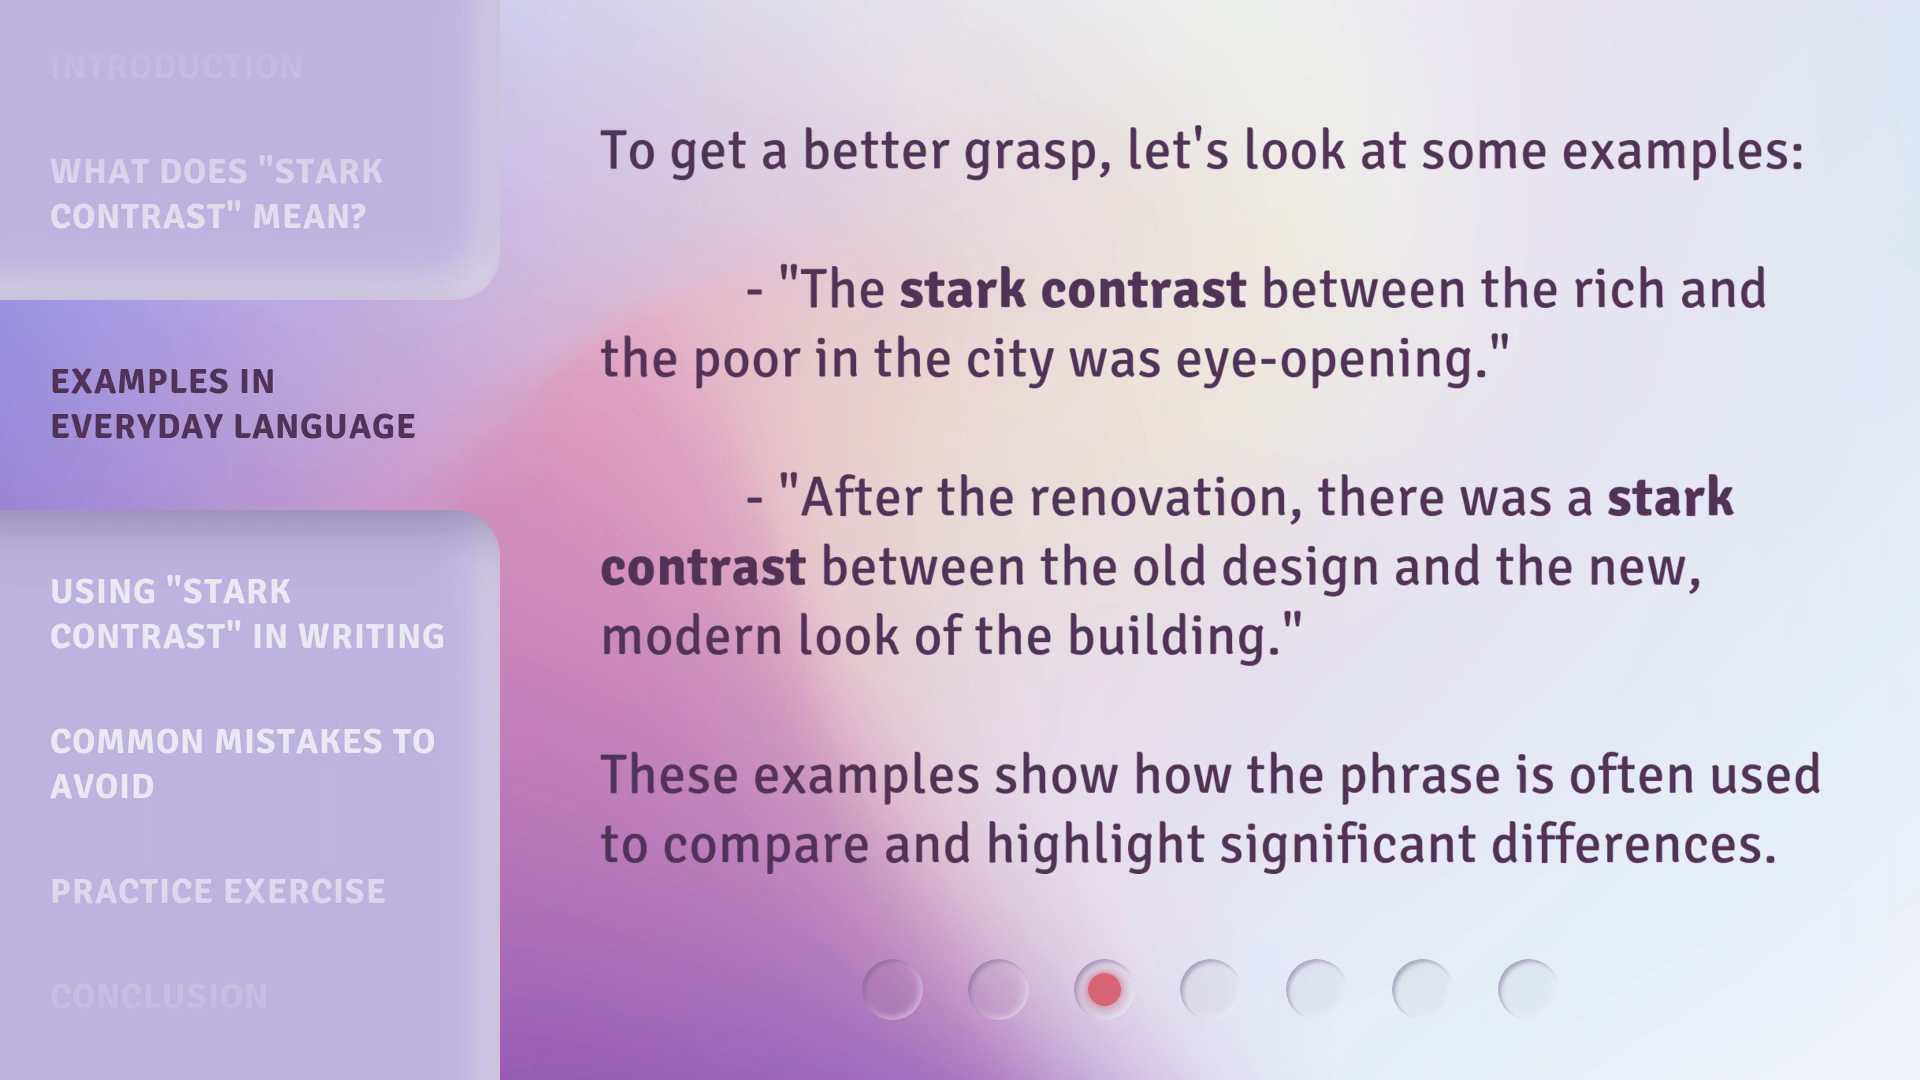 INTRODUCTION
WHAT DOES "STARK
CONTRAST" MEAN?
EXAMPLES IN
EVERYDAY LANGUAGE
USING "STARK
CONTRAST" IN WRITING
COMMON MISTAKES TO
AVOID
PRACTICE EXERCISE
CONCLUSION
To get a better grasp, let's look at some examples:
- "The stark contrast between the rich and
the poor in the city was eye-opening."
- "After the renovation, there was a stark
contrast between the old design and the new,
modern look of the building."
These examples show how the phrase is often used
to compare and highlight significant differences.